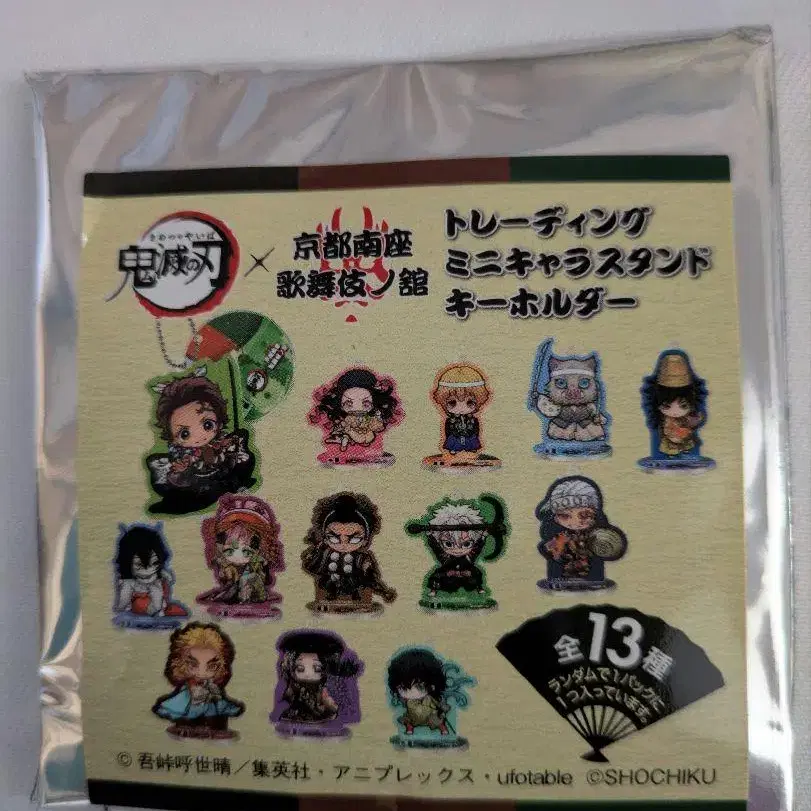 きめつのやいば
鬼滅の刃
×
京都南座
歌舞伎ノ舘
トレーディング
ミニキャラスタンド
キーホルダー
全13種
ランダムで1パックに
1つ入っています
© 吾峠呼世晴／集英社・アニプレックス・ufotable ©SHOCHIKU